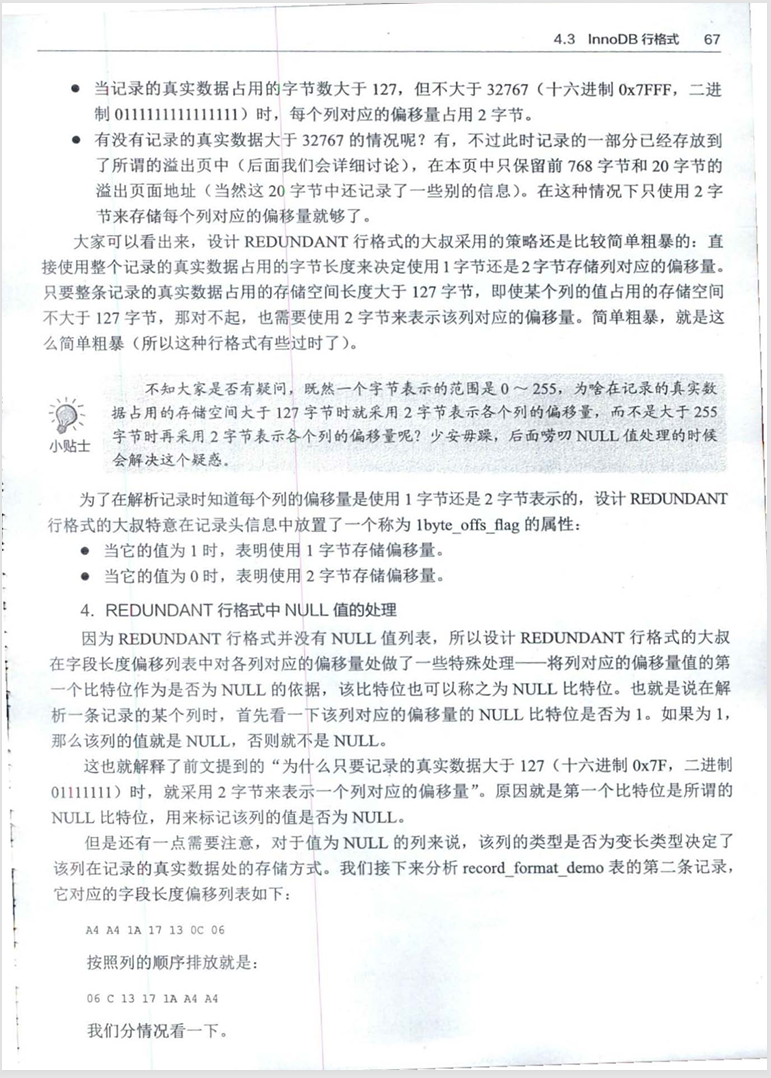 4.3 InnoDB 行格式 67
● 当记录的真实数据占用的字节数大于 127，但不大于 32767（十六进制 0x7FFF，二进
制 0111111111111111）时，每个列对应的偏移量占用 2 字节。
● 有没有记录的真实数据大于 32767 的情况呢？有，不过此时记录的一部分已经存放到
了所谓的溢出页中（后面我们会详细讨论），在本页中只保留前 768 字节和 20 字节的
溢出页面地址（当然这 20 字节中还记录了一些别的信息）。在这种情况下只使用 2 字
节来存储每个列对应的偏移量就够了。
大家可以看出来，设计 REDUNDANT 行格式的大叔采用的策略还是比较简单粗暴的：直
接使用整个记录的真实数据占用的字节长度来决定使用 1 字节还是 2 字节存储列对应的偏移量。
只要整条记录的真实数据占用的存储空间长度大于 127 字节，即使某个列的值占用的存储空间
不大于 127 字节，那对不起，也需要使用 2 字节来表示该列对应的偏移量。简单粗暴，就是这
么简单粗暴（所以这种行格式有些过时了）。
不知大家是否有疑问，既然一个字节表示的范围是 0～255，为啥在记录的真实数
据占用的存储空间大于 127 字节时就采用 2 字节表示各个列的偏移量，而不是大于 255
字节时再采用 2 字节表示各个列的偏移量呢？少安毋躁，后面唠叨 NULL 值处理的时候
会解决这个疑惑。
小贴士
为了在解析记录时知道每个列的偏移量是使用 1 字节还是 2 字节表示的，设计 REDUNDANT
行格式的大叔特意在记录头信息中放置了一个称为 1byte_offs_flag 的属性：
● 当它的值为 1 时，表明使用 1 字节存储偏移量。
● 当它的值为 0 时，表明使用 2 字节存储偏移量。
4．REDUNDANT 行格式中 NULL 值的处理
因为 REDUNDANT 行格式并没有 NULL 值列表，所以设计 REDUNDANT 行格式的大叔
在字段长度偏移列表中对各列对应的偏移量处做了一些特殊处理——将列对应的偏移量值的第
一个比特位作为是否为 NULL 的依据，该比特位也可以称之为 NULL 比特位。也就是说在解
析一条记录的某个列时，首先看一下该列对应的偏移量的 NULL 比特位是否为 1。如果为 1，
那么该列的值就是 NULL，否则就不是 NULL。
这也就解释了前文提到的“为什么只要记录的真实数据大于 127（十六进制 0x7F，二进制
01111111）时，就采用 2 字节来表示一个列对应的偏移量”。原因就是第一个比特位是所谓的
NULL 比特位，用来标记该列的值是否为 NULL。
但是还有一点需要注意，对于值为 NULL 的列来说，该列的类型是否为变长类型决定了
该列在记录的真实数据处的存储方式。我们接下来分析 record_format_demo 表的第二条记录，
它对应的字段长度偏移列表如下：
A4 A4 1A 17 13 0C 06
按照列的顺序排放就是：
06 C 13 17 1A A4 A4
我们分情况看一下。